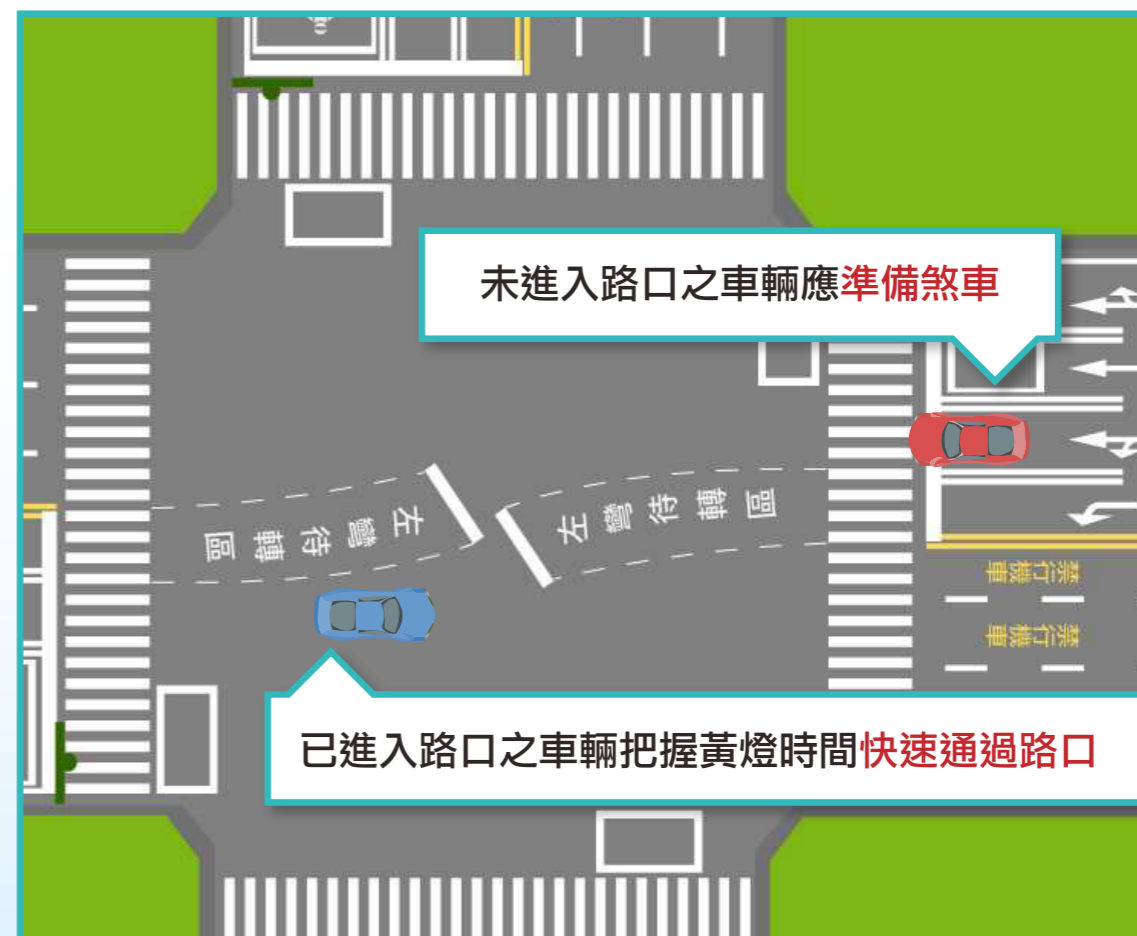 未進入路口之車輛應準備煞車
左彎待轉區
左彎待轉區
禁行機車
禁行機車
已進入路口之車輛把握黃燈時間快速通過路口